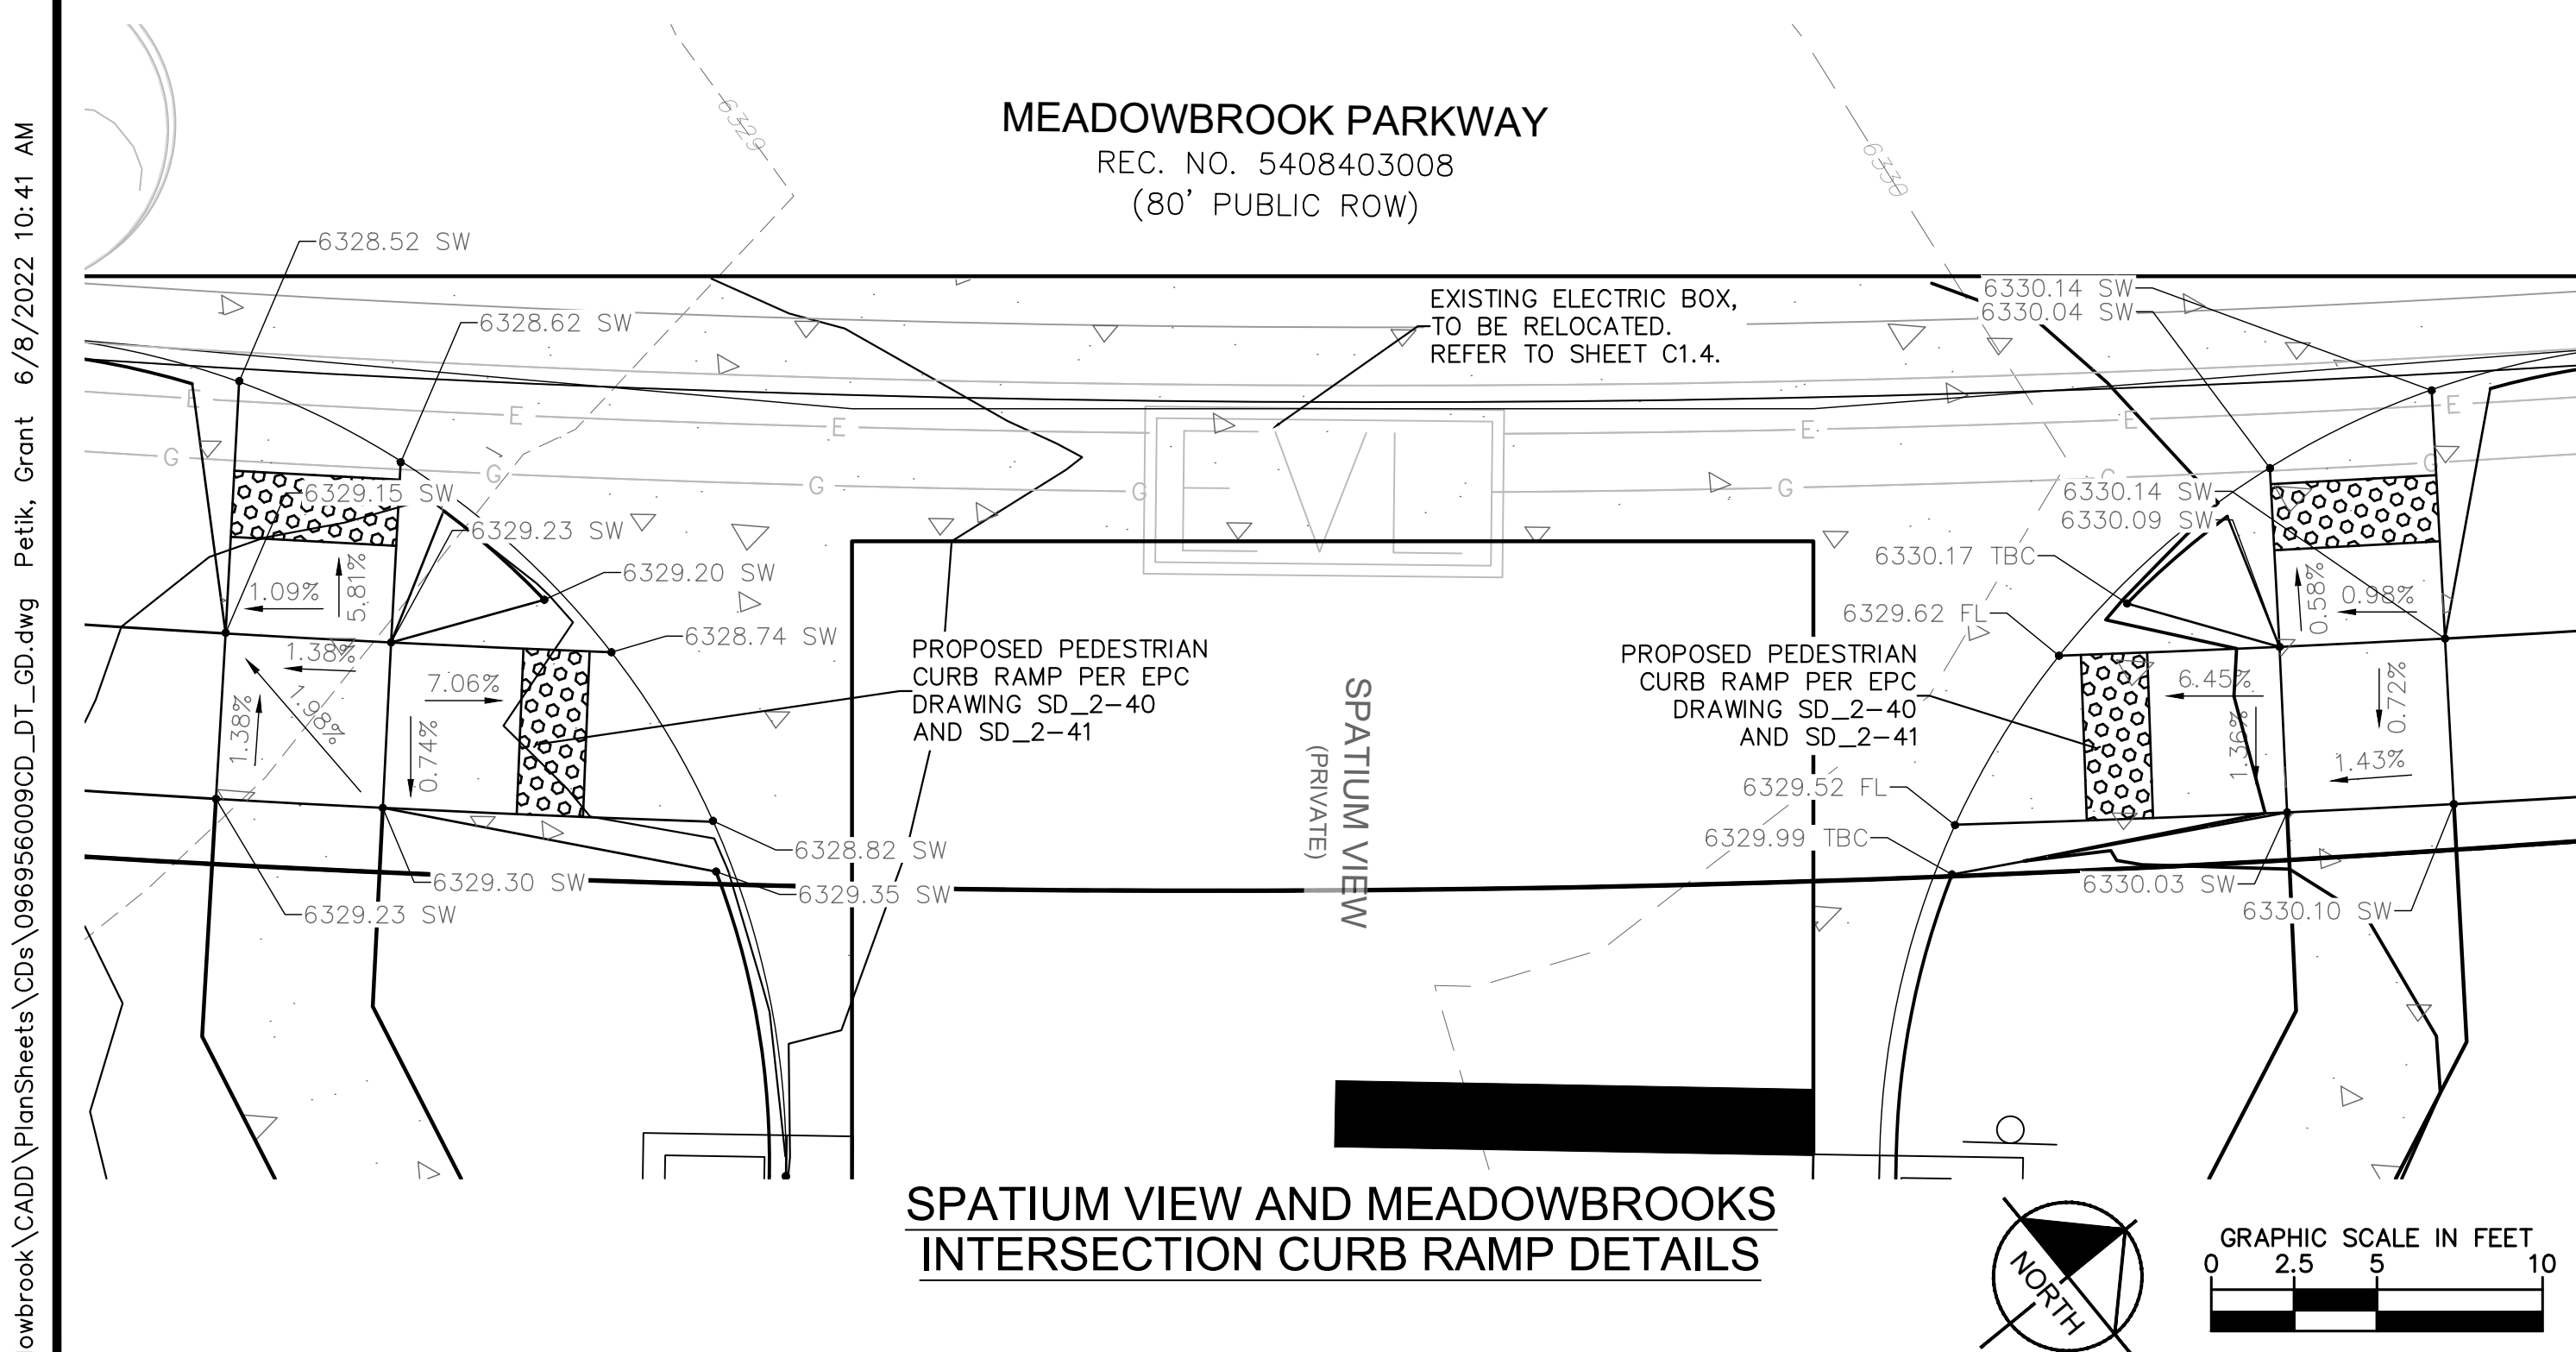 lowbrook\CADD\PlanSheets\CDs\096956009CD_DT_GD.dwg Petik, Grant 6/8/2022 10:41 AM
6329
MEADOWBROOK PARKWAY
REC. NO. 5408403008
(80' PUBLIC ROW)
6330
6328.52 SW
6328.62 SW
EXISTING ELECTRIC BOX,
TO BE RELOCATED.
REFER TO SHEET C1.4.
6330.14 SW
6330.04 SW
E
E
E
E
E
E
G
G
G
G
G
G
G
6329.15 SW
6329.23 SW
6329.20 SW
6328.74 SW
1.09%
5.81%
1.38%
1.38%
1.98%
7.06%
0.74%
PROPOSED PEDESTRIAN
CURB RAMP PER EPC
DRAWING SD_2-40
AND SD_2-41
SPATIUM VIEW
(PRIVATE)
6330.14 SW
6330.09 SW
6330.17 TBC
6329.62 FL
PROPOSED PEDESTRIAN
CURB RAMP PER EPC
DRAWING SD_2-40
AND SD_2-41
0.58%
0.98%
6.45%
1.36%
0.72%
1.43%
6329.52 FL
6329.99 TBC
6328.82 SW
6329.30 SW
6329.35 SW
6329.23 SW
6330.03 SW
6330.10 SW
SPATIUM VIEW AND MEADOWBROOKS
INTERSECTION CURB RAMP DETAILS
NORTH
GRAPHIC SCALE IN FEET
0 2.5 5 10